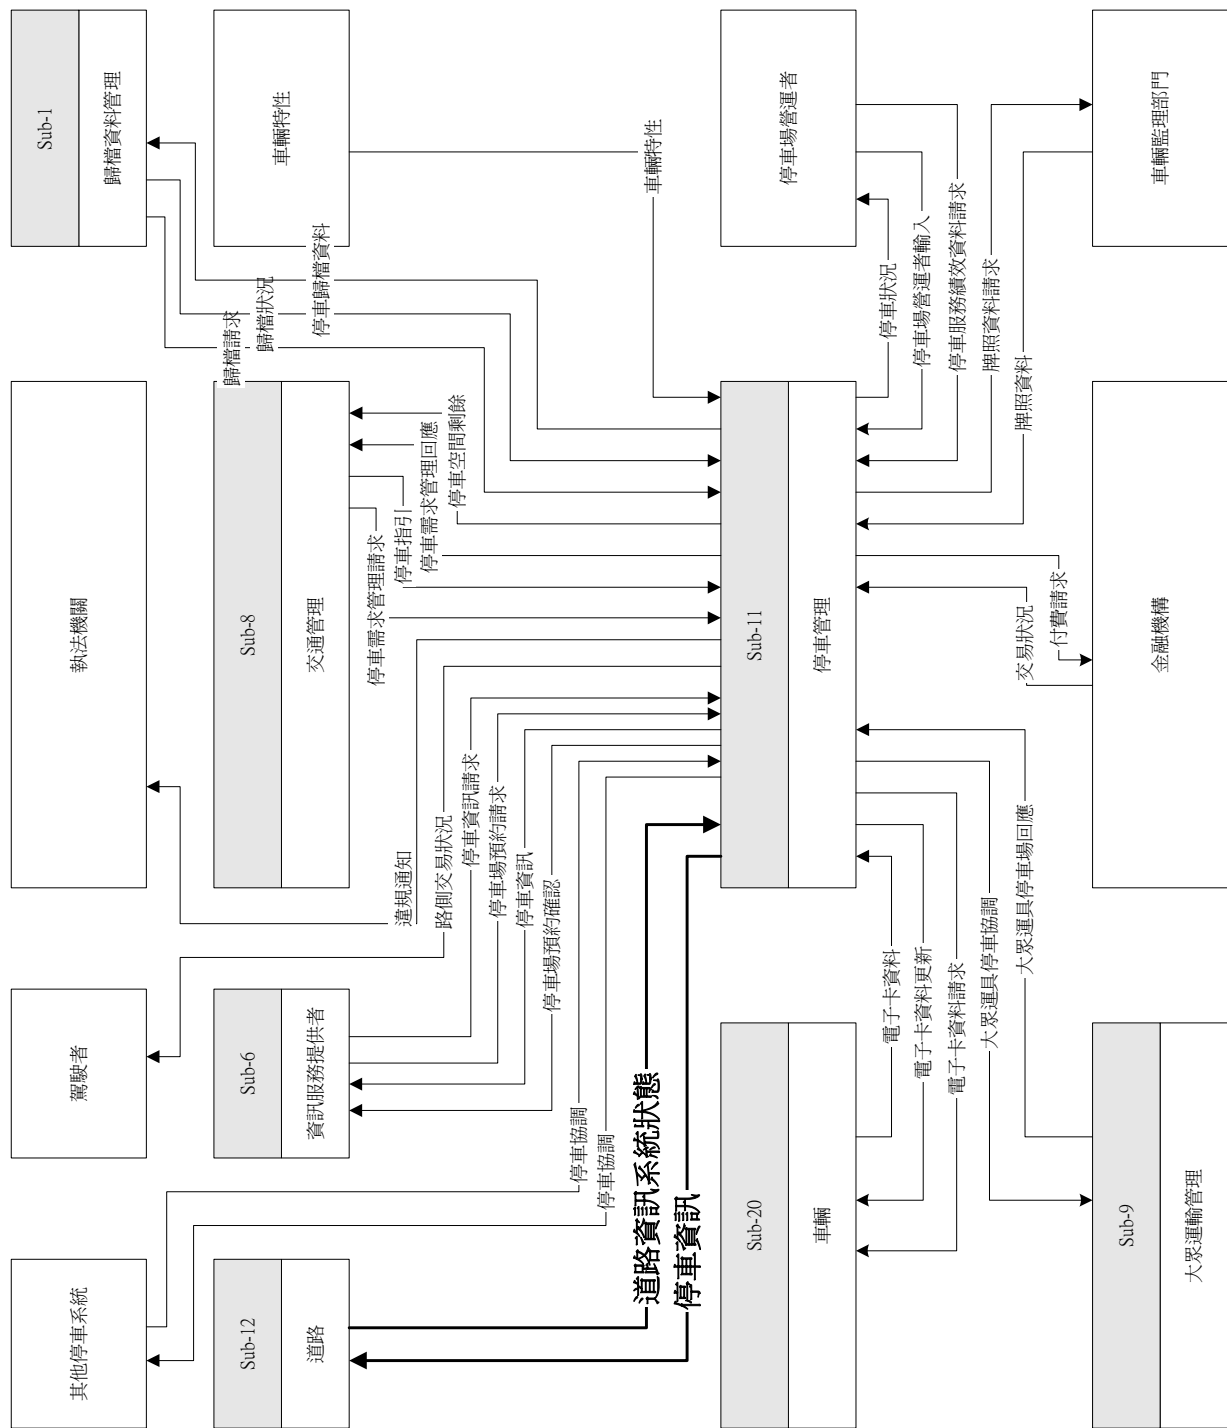 其他停車系統
駕駛者
執法機關
Sub-1
歸檔資料管理
Sub-12
道路
Sub-6
資訊服務提供者
Sub-8
交通管理
車輛特性
歸檔請求
歸檔狀況
停車歸檔資料
停車需求管理請求
停車指引
停車需求管理回應
停車空間剩餘
違規通知
路側交易狀況
停車資訊請求
停車場預約請求
停車資訊
停車場預約確認
停車協調
停車協調
道路資訊系統狀態
停車資訊
車輛特性
Sub-20
車輛
Sub-11
停車管理
停車場營運者
電子卡資料
電子卡資料更新
電子卡資料請求
大眾運具停車協調
大眾運具停車場回應
交易狀況
付費請求
停車狀況
停車場營運者輸入
停車服務績效資料請求
牌照資料請求
牌照資料
Sub-9
大眾運輸管理
金融機構
車輛監理部門